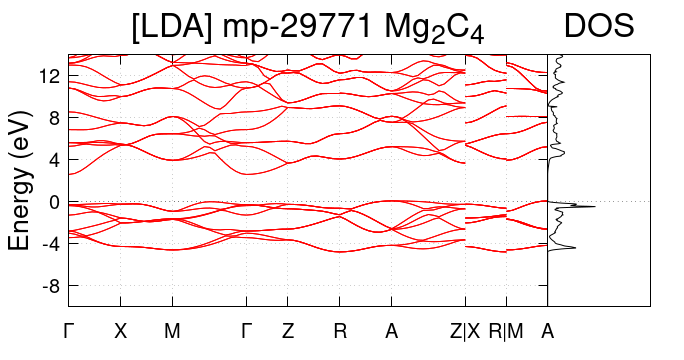 [LDA] mp-29771 Mg₂C₄ DOS
Energy (eV)
12
8
4
0
-4
-8
Γ X M Γ Z R A Z|X R|M A